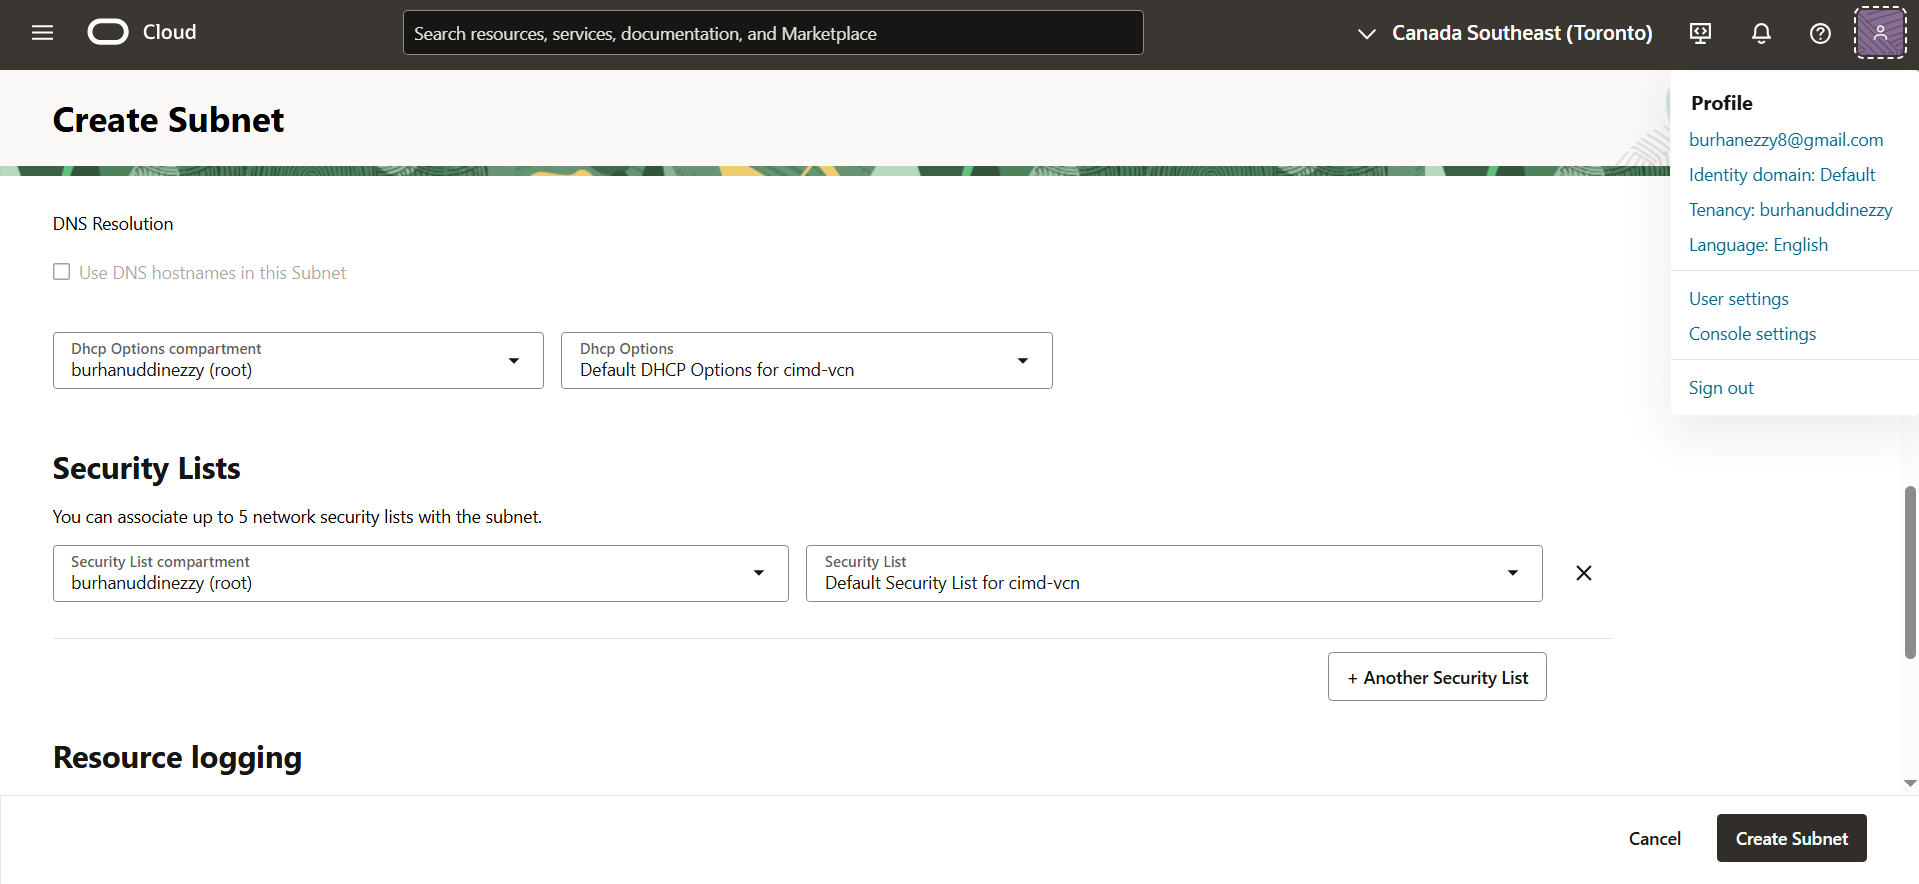 Cloud
Search resources, services, documentation, and Marketplace
Canada Southeast (Toronto)
Create Subnet
Profile
burhanezzy8@gmail.com
Identity domain: Default
Tenancy: burhanuddinezzy
Language: English
User settings
Console settings
Sign out
DNS Resolution
Use DNS hostnames in this Subnet
Dhcp Options compartment
burhanuddinezzy (root)
Dhcp Options
Default DHCP Options for cimd-vcn
Security Lists
You can associate up to 5 network security lists with the subnet.
Security List compartment
burhanuddinezzy (root)
Security List
Default Security List for cimd-vcn
+ Another Security List
Resource logging
Cancel
Create Subnet